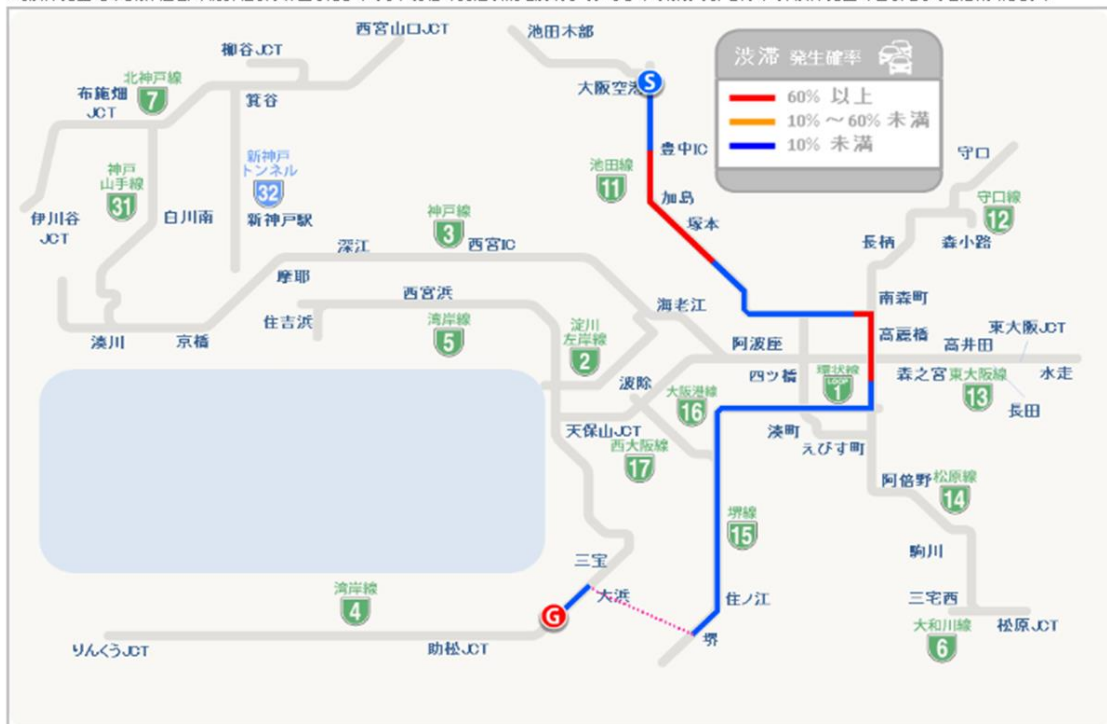 西宮山口JCT
池田木部
柳谷JCT
北神戸線
7
布施畑
JCT
箕谷
大阪空港
S
渋滞 発生確率
60% 以上
10% ～ 60% 未満
10% 未満
豊中IC
守口
神戸
山手線
31
新神戸
トンネル
32
池田線
11
加島
塚本
守口線
12
伊川谷
JCT
白川南
新神戸駅
神戸線
3
深江
西宮IC
長柄
森小路
摩耶
西宮浜
海老江
南森町
住吉浜
湾岸線
5
淀川
左岸線
2
高麗橋
高井田
東大阪JCT
湊川
京橋
阿波座
四ツ橋
環状線
LOOP
1
森之宮
東大阪線
13
水走
波除
大阪港線
16
長田
天保山JCT
湊町
えびす町
西大阪線
17
阿倍野
松原線
14
堺線
15
駒川
三宝
湾岸線
4
大浜
G
住ノ江
三宅西
大和川線
6
松原JCT
りんくうJCT
助松JCT
堺